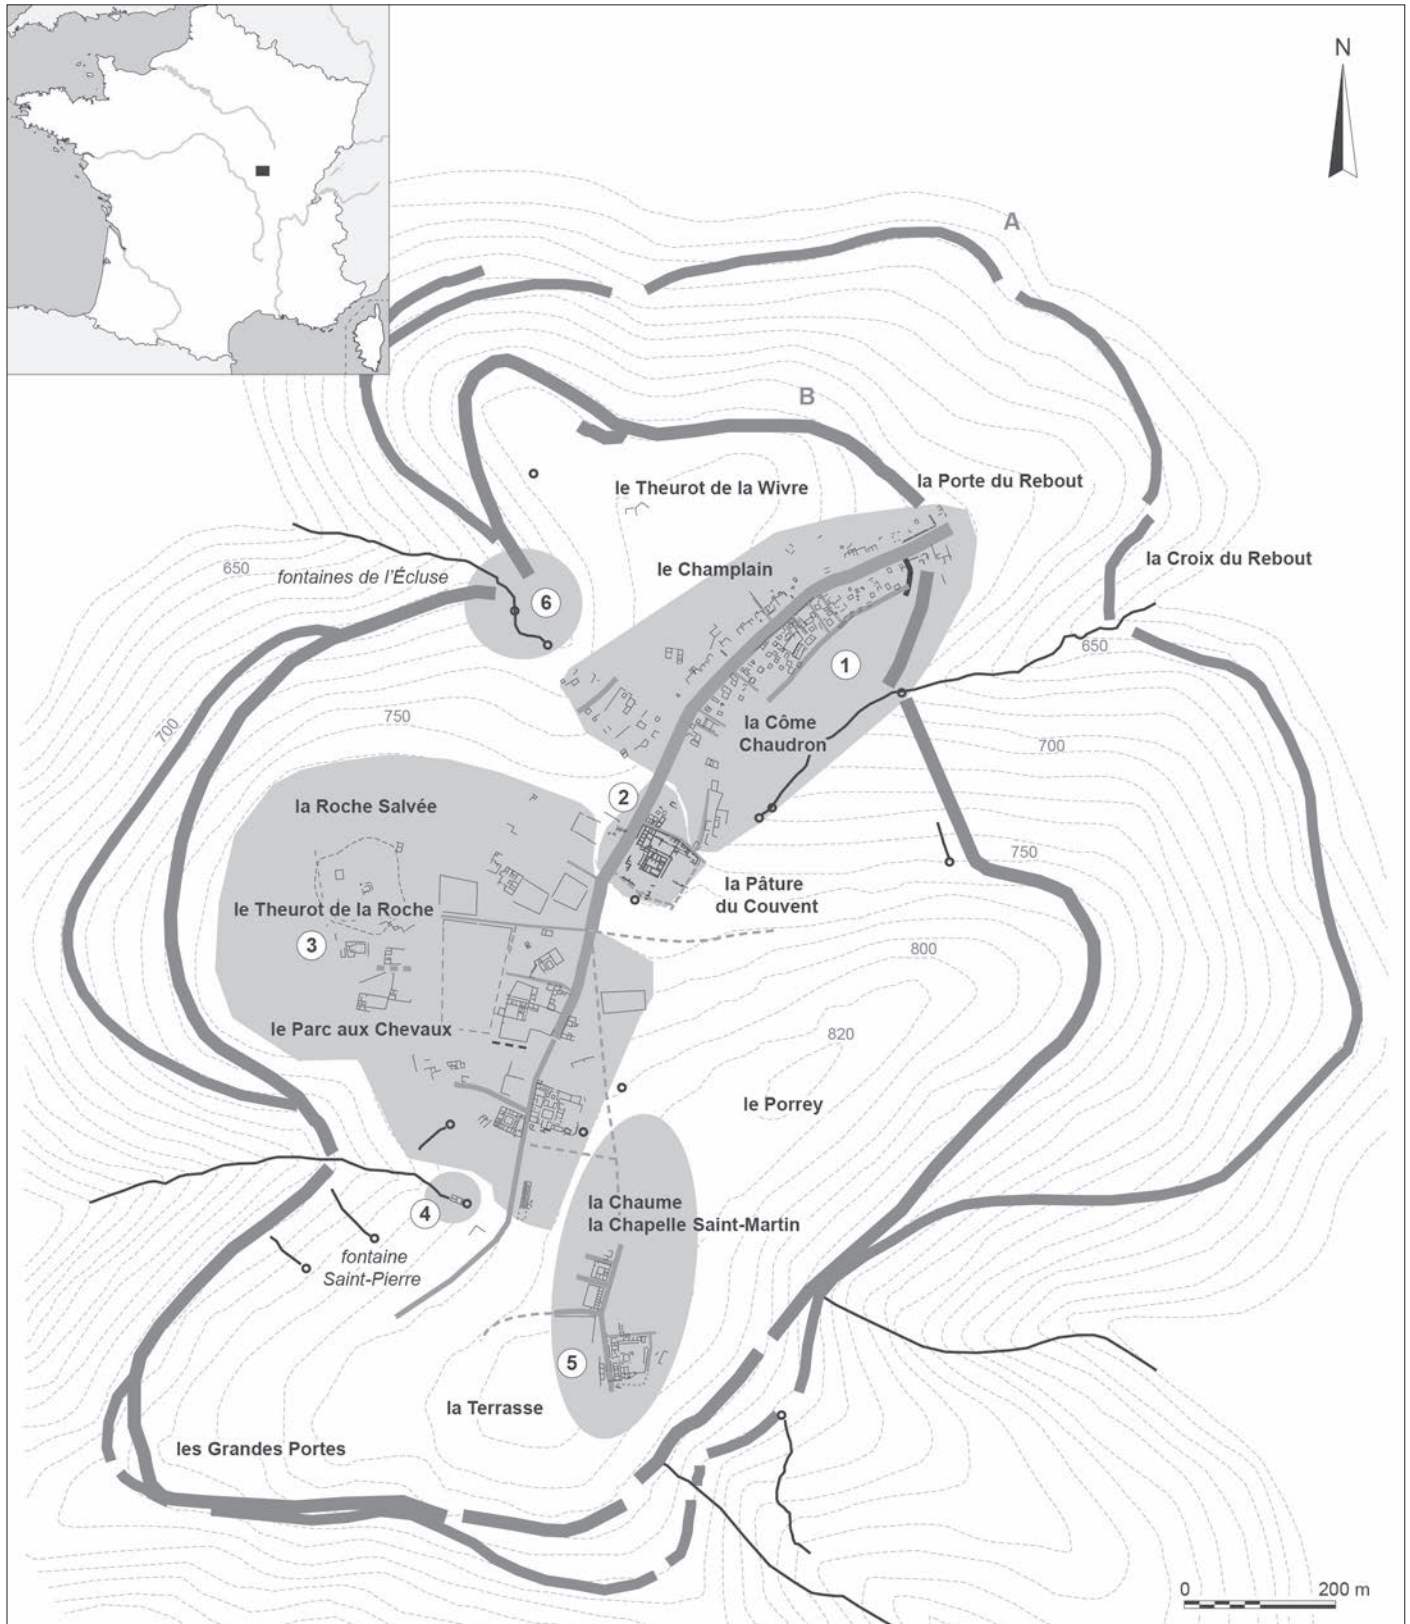 N
A
B
le Theurot de la Wivre
la Porte du Rebout
la Croix du Rebout
le Champlain
650
fontaines de l'Écluse
6
650
1
700
750
la Côme
Chaudron
700
2
la Roche Salvée
750
la Pâture
du Couvent
le Theurot de la Roche
3
800
le Parc aux Chevaux
820
le Porrey
4
la Chaume
la Chapelle Saint-Martin
fontaine
Saint-Pierre
5
la Terrasse
les Grandes Portes
0
200 m